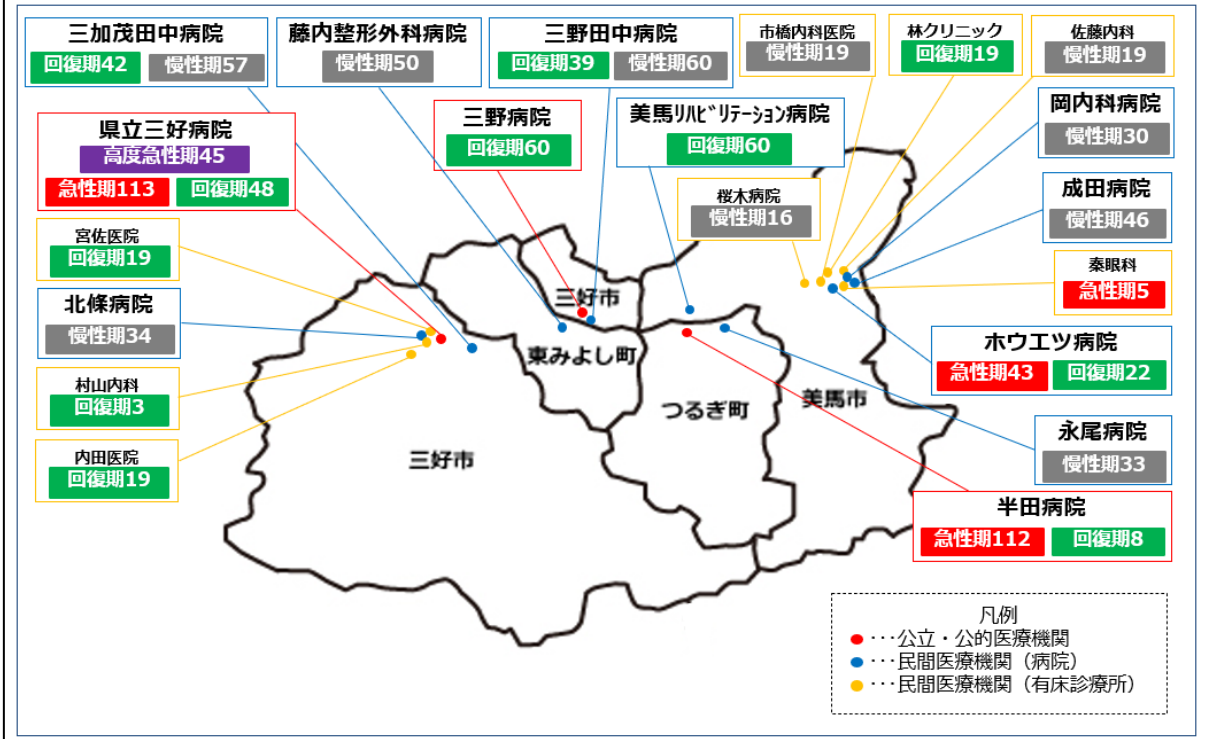 三加茂田中病院
回復期42 慢性期57
藤内整形外科病院
慢性期50
三野田中病院
回復期39 慢性期60
市橋内科医院
慢性期19
林クリニック
回復期19
佐藤内科
慢性期19
県立三好病院
高度急性期45
急性期113 回復期48
三野病院
回復期60
美馬ﾘﾊﾋﾞﾘテーション病院
回復期60
岡内科病院
慢性期30
桜木病院
慢性期16
成田病院
慢性期46
宮佐医院
回復期19
秦眼科
急性期5
北條病院
慢性期34
ホウエツ病院
急性期43 回復期22
村山内科
回復期3
永尾病院
慢性期33
内田医院
回復期19
半田病院
急性期112 回復期8
三好市
東みよし町
つるぎ町
美馬市
三好市
凡例
●･･･公立・公的医療機関
●･･･民間医療機関（病院）
●･･･民間医療機関（有床診療所）